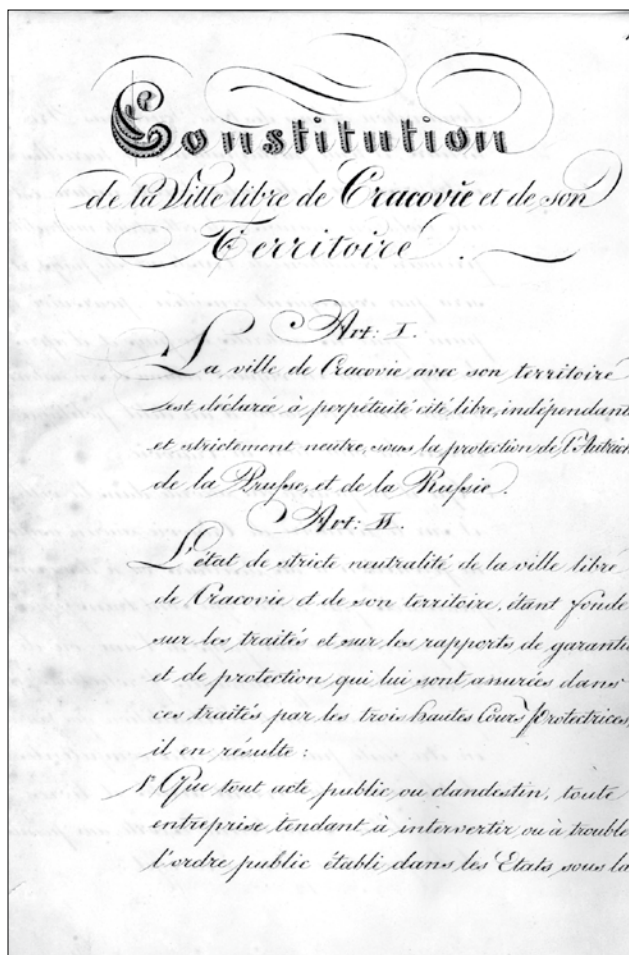 Constitution
de la Ville libre de Cracovie et de son
Territoire.
Art: I.
La ville de Cracovie avec son territoire
est déclarée à perpétuité cité libre, indépendant
et strictement neutre, sous la protection de l'Autrich
de la Prusse, et de la Russie.
Art: II.
L'état de stricte neutralité de la ville libre
de Cracovie et de son territoire, étant fondé
sur les traités et sur les rapports de garantie
et de protection qui lui sont assurées dans
ces traités par les trois hautes Cours protectrices,
il en résulte:
1° Que tout acte public ou clandestin, toute
entreprise tendant à intervertir ou à trouble
l'ordre public établi dans les Etats sous la